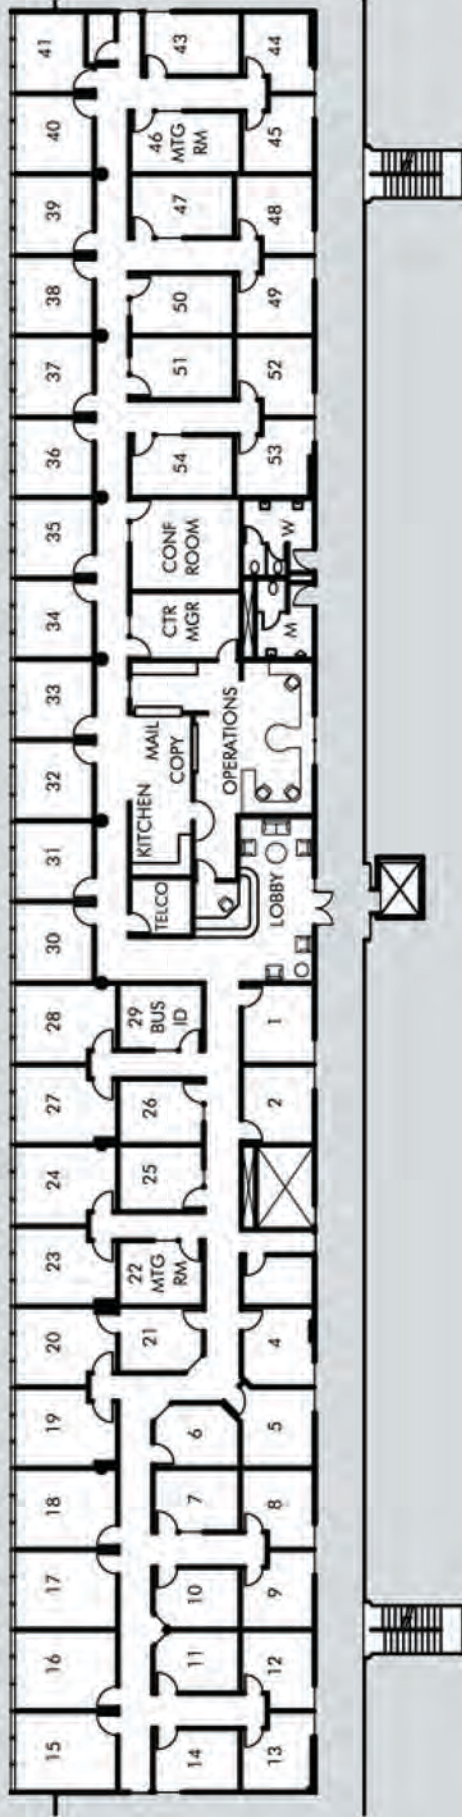 15
16
17
18
19
20
23
24
27
28
30
31
32
33
34
35
36
37
38
39
40
41
14
11
10
7
6
21
22
MTG
RM
25
26
29
BUS
ID
TELCO
KITCHEN
MAIL
COPY
OPERATIONS
CTR
MGR
CONF
ROOM
54
51
50
47
46
MTG
RM
43
13
12
9
8
5
4
2
1
LOBBY
M
W
53
52
49
48
45
44